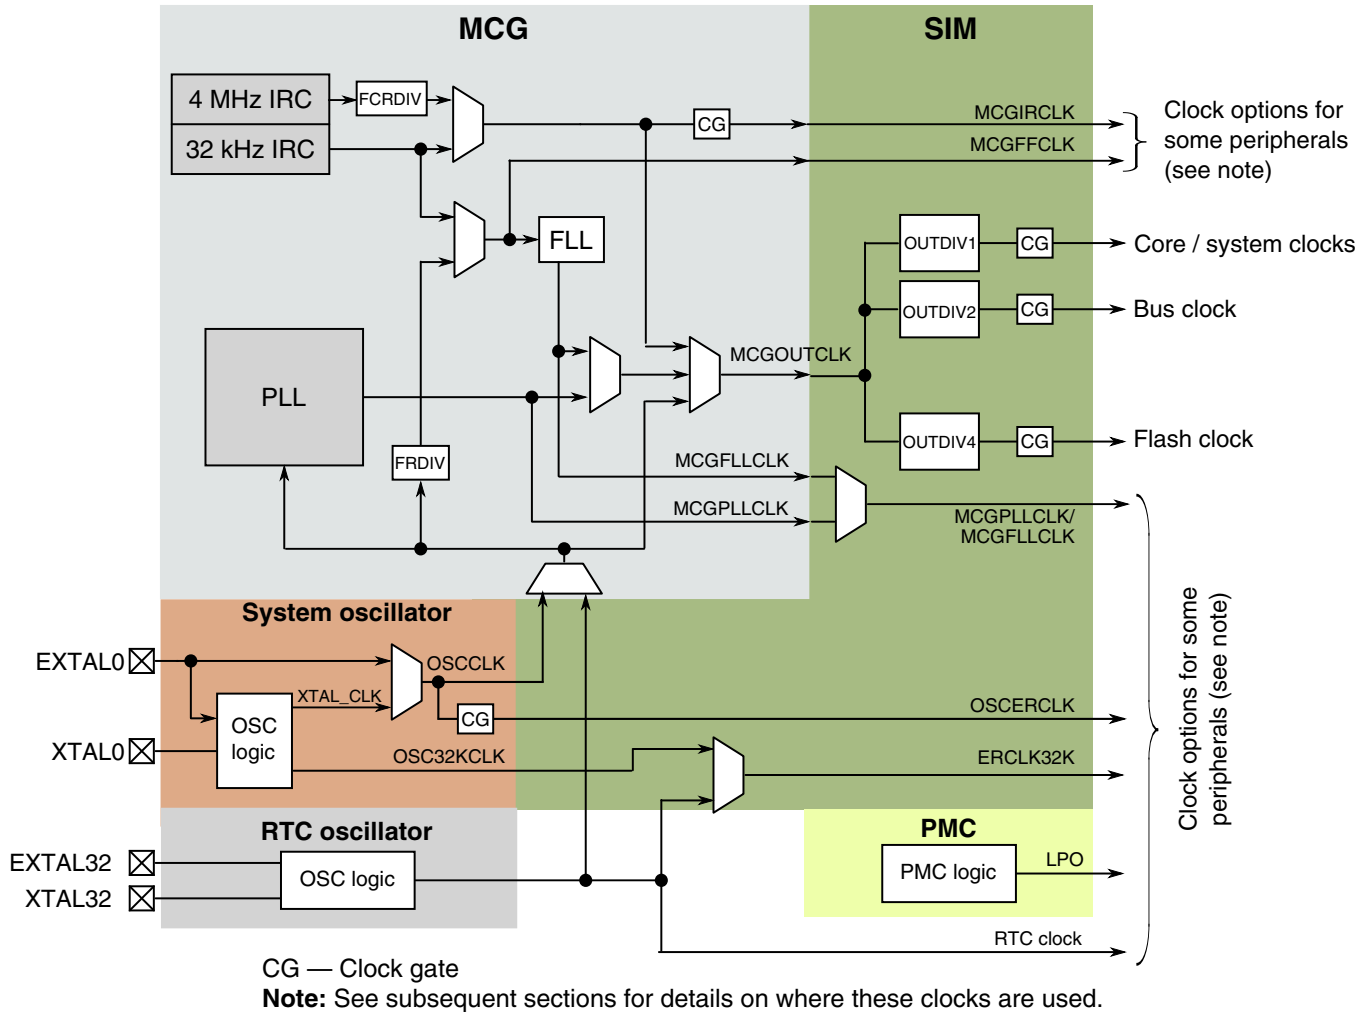 MCG
SIM
4 MHz IRC
FCRDIV
32 kHz IRC
CG
MCGIRCLK
MCGFFCLK
Clock options for
some peripherals
(see note)
FLL
OUTDIV1
CG
Core / system clocks
OUTDIV2
CG
Bus clock
PLL
MCGOUTCLK
OUTDIV4
CG
Flash clock
FRDIV
MCGFLLCLK
MCGPLLCLK
MCGPLLCLK/
MCGFLLCLK
System oscillator
EXTAL0
OSCCLK
XTAL_CLK
OSC
logic
CG
XTAL0
OSC32KCLK
OSCERCLK
ERCLK32K
Clock options for some
peripherals (see note)
RTC oscillator
PMC
EXTAL32
OSC logic
XTAL32
PMC logic
LPO
RTC clock
CG — Clock gate
Note: See subsequent sections for details on where these clocks are used.